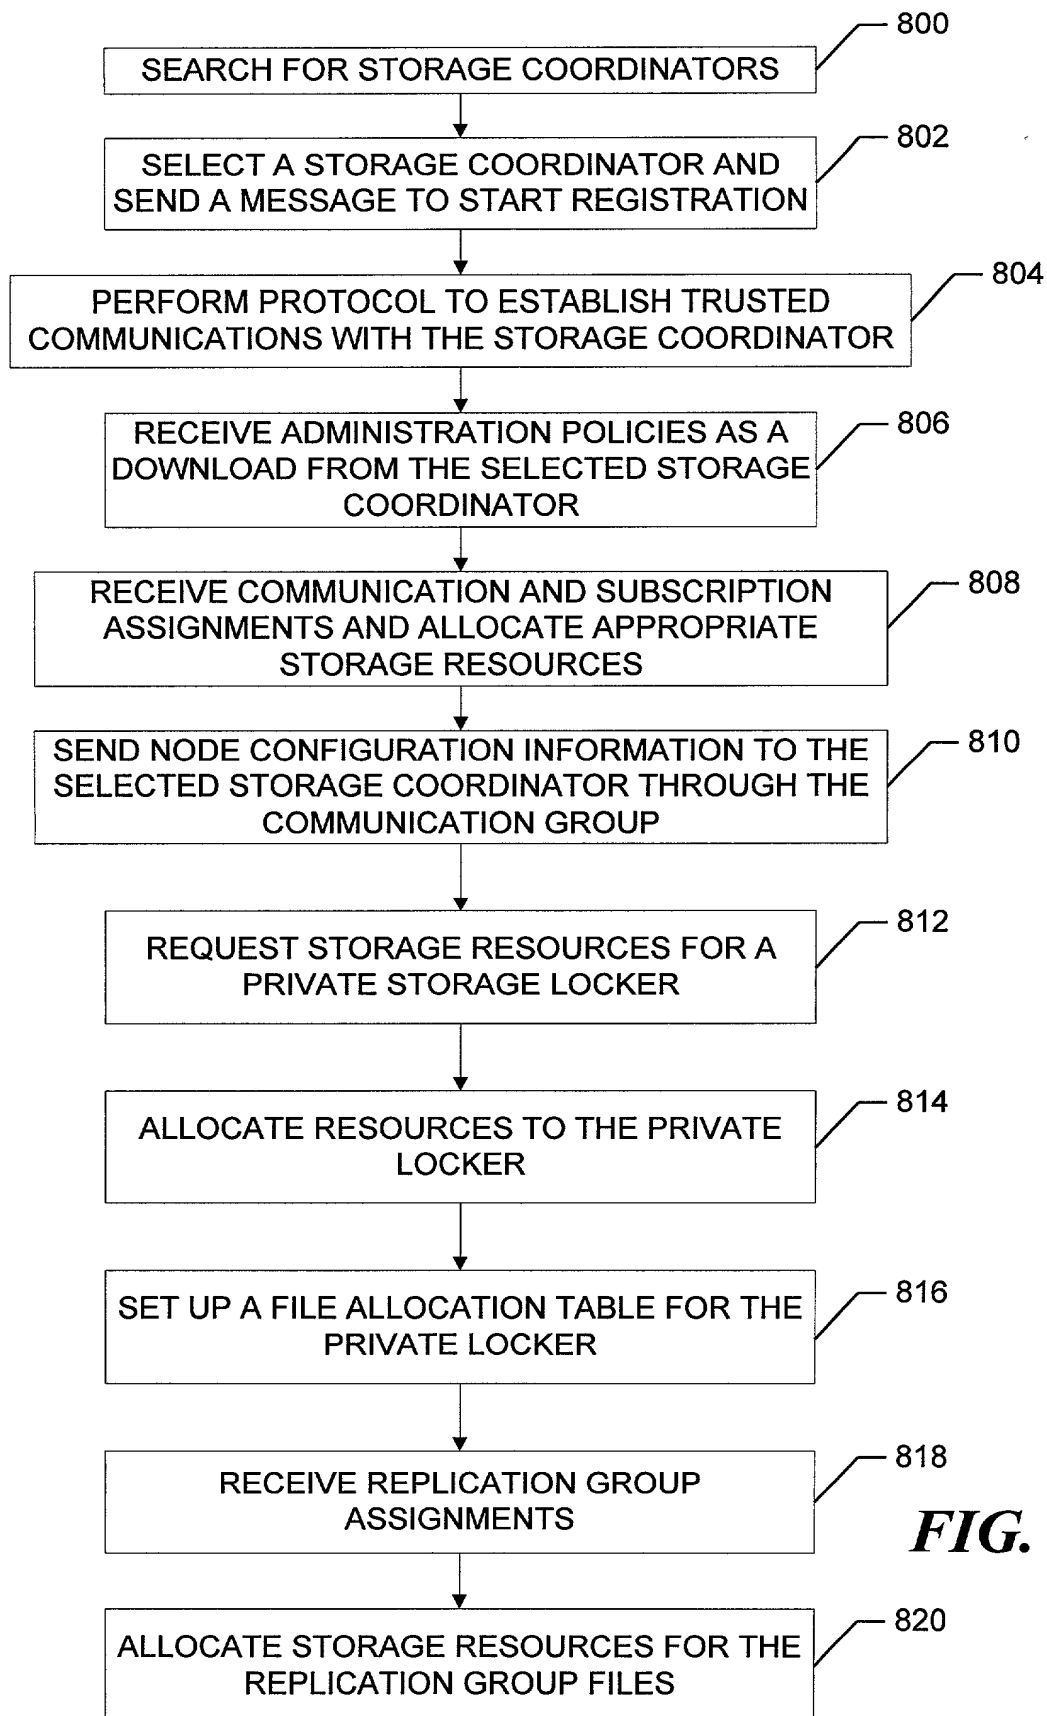 800
SEARCH FOR STORAGE COORDINATORS
802
SELECT A STORAGE COORDINATOR AND
SEND A MESSAGE TO START REGISTRATION
804
PERFORM PROTOCOL TO ESTABLISH TRUSTED
COMMUNICATIONS WITH THE STORAGE COORDINATOR
806
RECEIVE ADMINISTRATION POLICIES AS A
DOWNLOAD FROM THE SELECTED STORAGE
COORDINATOR
808
RECEIVE COMMUNICATION AND SUBSCRIPTION
ASSIGNMENTS AND ALLOCATE APPROPRIATE
STORAGE RESOURCES
810
SEND NODE CONFIGURATION INFORMATION TO THE
SELECTED STORAGE COORDINATOR THROUGH THE
COMMUNICATION GROUP
812
REQUEST STORAGE RESOURCES FOR A
PRIVATE STORAGE LOCKER
814
ALLOCATE RESOURCES TO THE PRIVATE
LOCKER
816
SET UP A FILE ALLOCATION TABLE FOR THE
PRIVATE LOCKER
818
RECEIVE REPLICATION GROUP
ASSIGNMENTS
FIG.
820
ALLOCATE STORAGE RESOURCES FOR THE
REPLICATION GROUP FILES